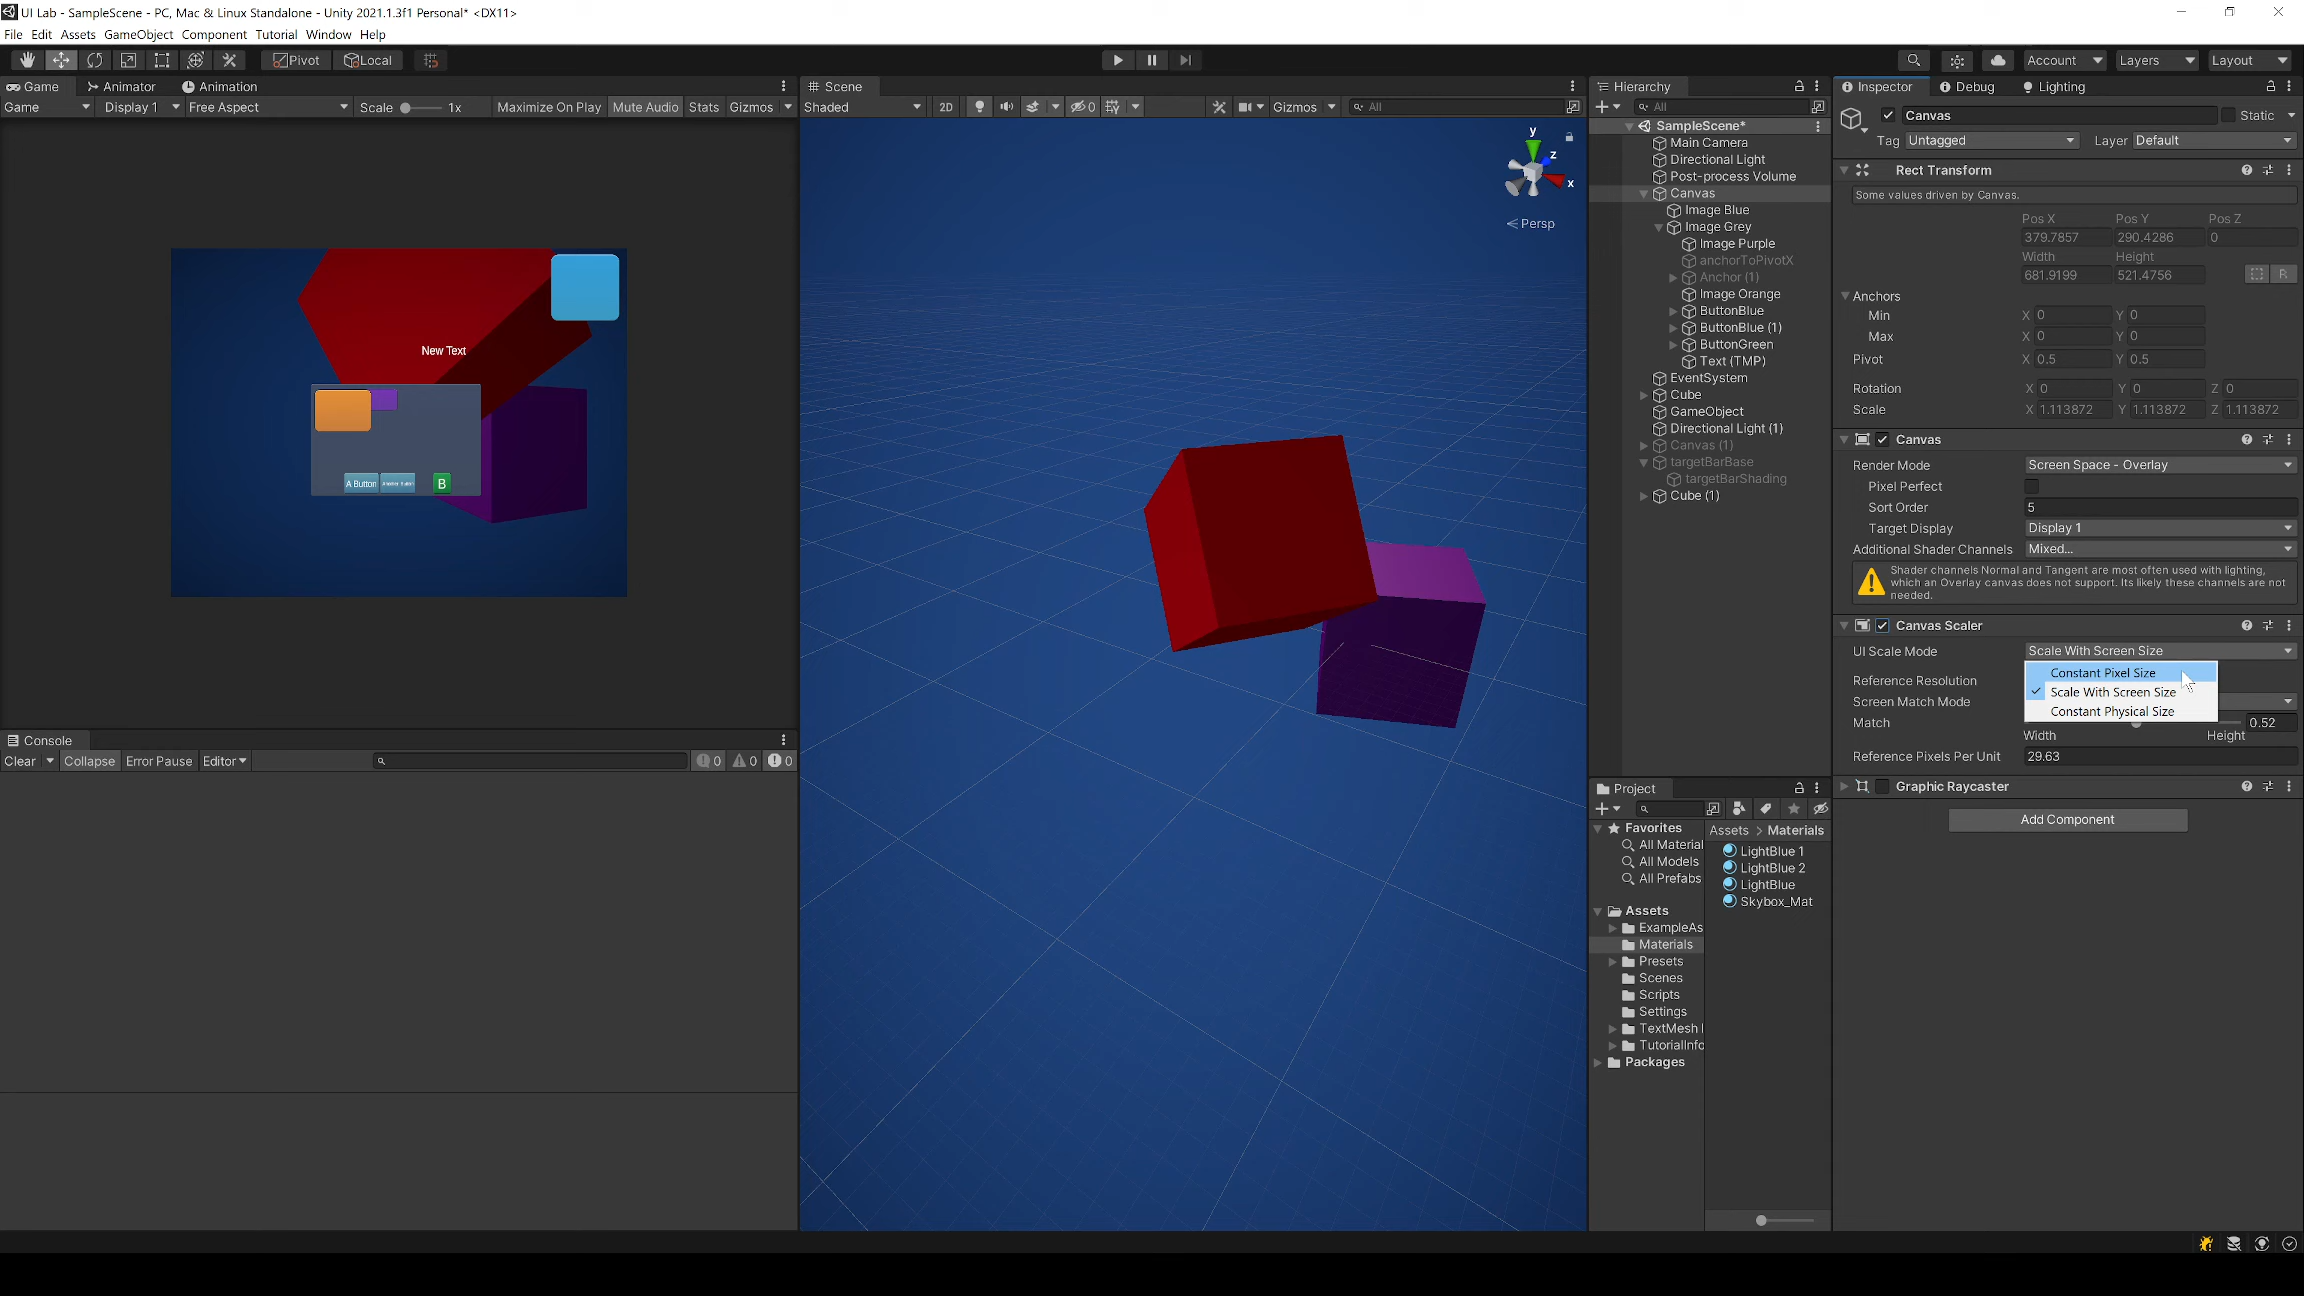 UI Lab - SampleScene - PC, Mac & Linux Standalone - Unity 2021.1.3f1 Personal* <DX11>
File Edit Assets GameObject Component Tutorial Window Help
Pivot Local
Account Layers Layout
Game Animator Animation
Game Display 1 Free Aspect Scale 1x Maximize On Play Mute Audio Stats Gizmos
New Text
A Button
B
Console
Clear Collapse Error Pause Editor 0 0 0
Scene
Shaded 2D 0 Gizmos All
y
z
x
Persp
Hierarchy
All
SampleScene*
Main Camera
Directional Light
Post-process Volume
Canvas
Image Blue
Image Grey
Image Purple
anchorToPivotX
Anchor (1)
Image Orange
ButtonBlue
ButtonBlue (1)
ButtonGreen
Text (TMP)
EventSystem
Cube
GameObject
Directional Light (1)
Canvas (1)
targetBarBase
targetBarShading
Cube (1)
Project
Favorites
All Material
All Models
All Prefabs
Assets
ExampleAs
Materials
Presets
Scenes
Scripts
Settings
TextMesh
TutorialInfo
Packages
Assets > Materials
LightBlue 1
LightBlue 2
LightBlue
Skybox_Mat
Inspector Debug Lighting
Canvas Static
Tag Untagged Layer Default
Rect Transform
Some values driven by Canvas.
Pos X Pos Y Pos Z
379.7857 290.4286 0
Width Height
681.9199 521.4756 R
Anchors
Min X 0 Y 0
Max X 0 Y 0
Pivot X 0.5 Y 0.5
Rotation X 0 Y 0 Z 0
Scale X 1.113872 Y 1.113872 Z 1.113872
Canvas
Render Mode Screen Space - Overlay
Pixel Perfect
Sort Order 5
Target Display Display 1
Additional Shader Channels Mixed...
Shader channels Normal and Tangent are most often used with lighting,
which an Overlay canvas does not support. Its likely these channels are not
needed.
Canvas Scaler
UI Scale Mode Scale With Screen Size
Constant Pixel Size
Scale With Screen Size
Constant Physical Size
Reference Resolution
Screen Match Mode
Match 0.52
Width Height
Reference Pixels Per Unit 29.63
Graphic Raycaster
Add Component